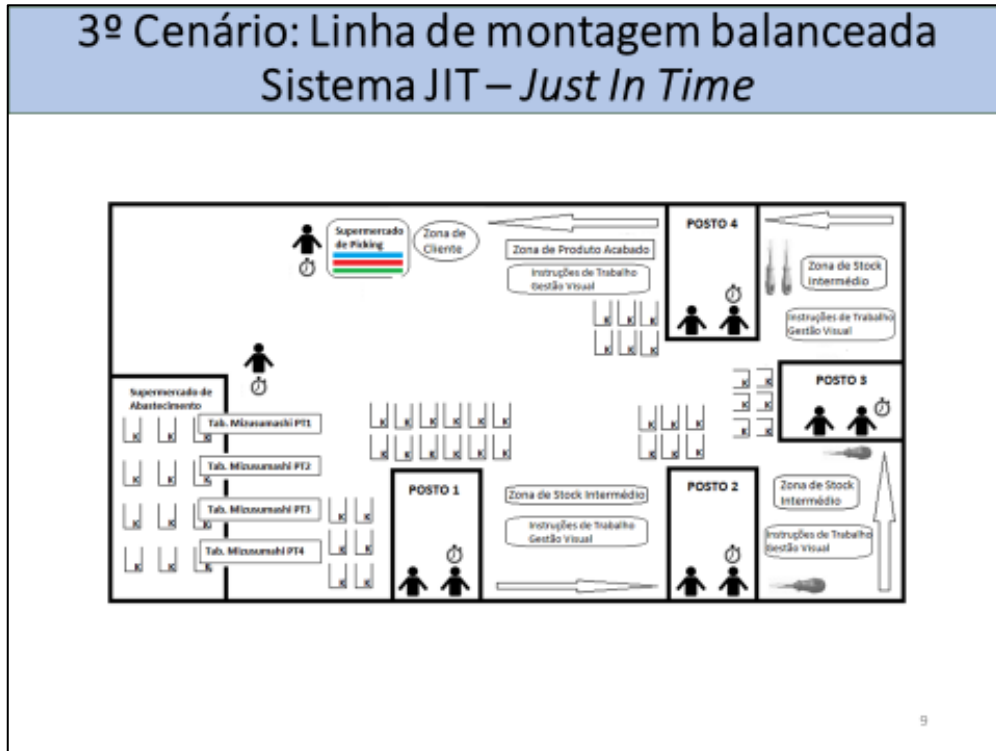 3º Cenário: Linha de montagem balanceada
Sistema JIT – Just In Time
Supermercado
de Picking
Zona de
Cliente
Zona de Produto Acabado
Instruções de Trabalho
Gestão Visual
POSTO 4
Zona de Stock
Intermédio
Instruções de Trabalho
Gestão Visual
K K K
K K K
POSTO 3
K K
K K
K K
Supermercado de
Abastecimento
K K K
Tab. Mizusamashi PT1
K K K
Tab. Mizusumashi PT2
K K K
Tab. Mizusumashi PT3
K K K
Tab. Mizusumahi PT4
K K
K K
K K
K K K K K K
K K K K K K
POSTO 1
Zona de Stock Intermédio
Instruções de Trabalho
Gestão Visual
K K K
K K K
POSTO 2
Zona de Stock
Intermédio
Instruções de Trabalho
Gestão Visual
9